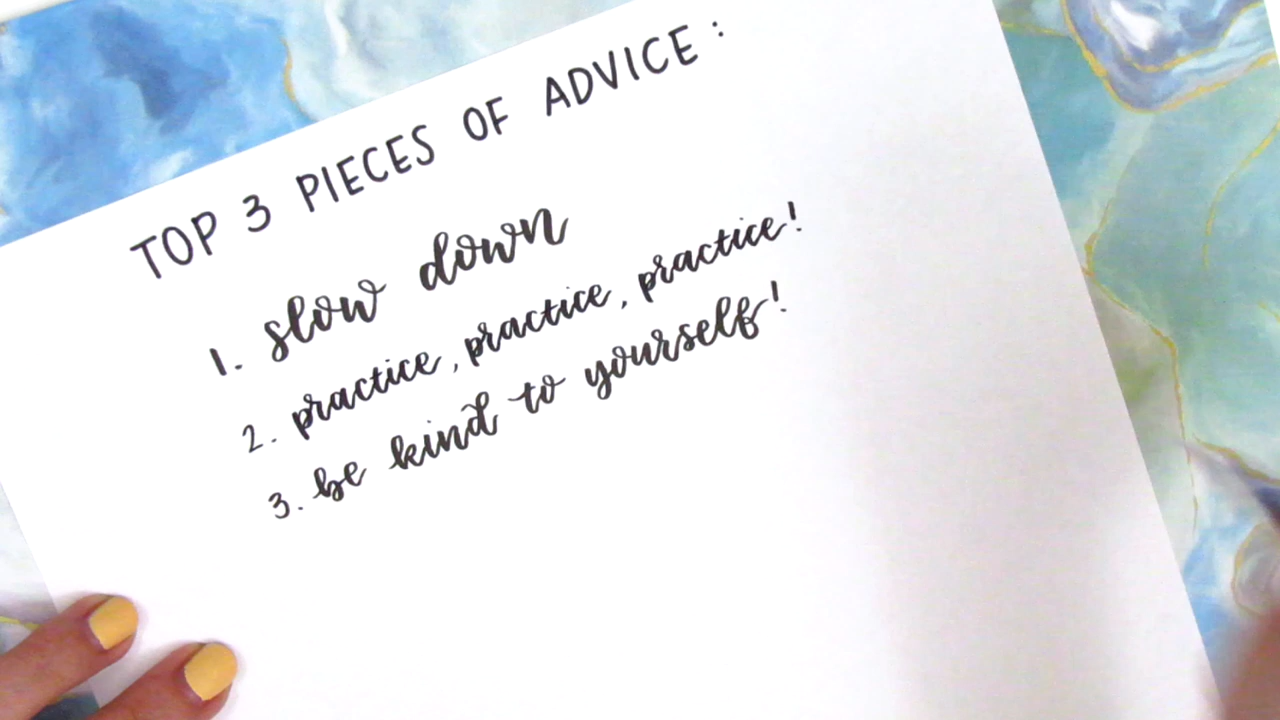 TOP 3 PIECES OF ADVICE:
1. slow down
2. practice, practice, practice!
3. be kind to yourself!